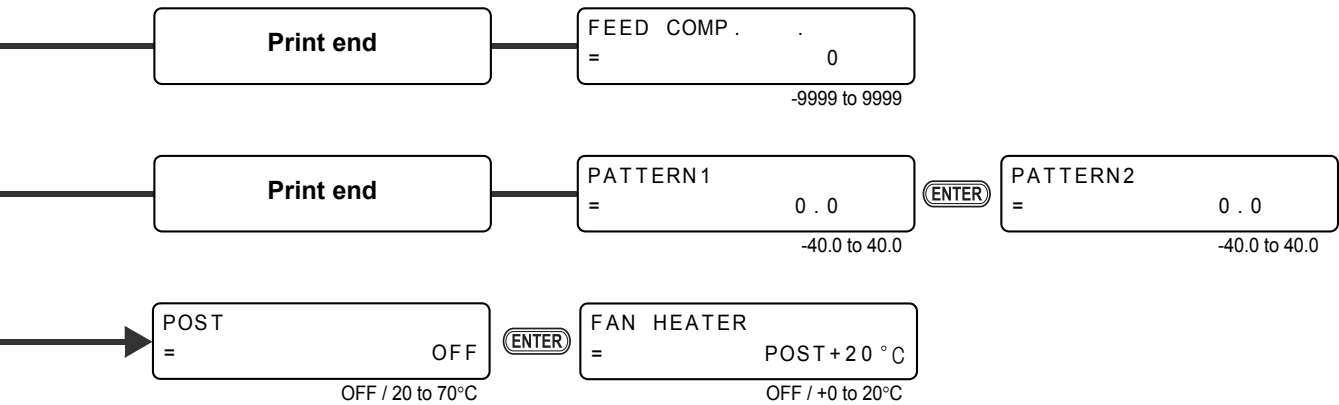 Print end
FEED COMP. .
= 0
-9999 to 9999
Print end
PATTERN1
= 0.0
-40.0 to 40.0
ENTER
PATTERN2
= 0.0
-40.0 to 40.0
POST
= OFF
OFF / 20 to 70°C
ENTER
FAN HEATER
= POST+20°C
OFF / +0 to 20°C